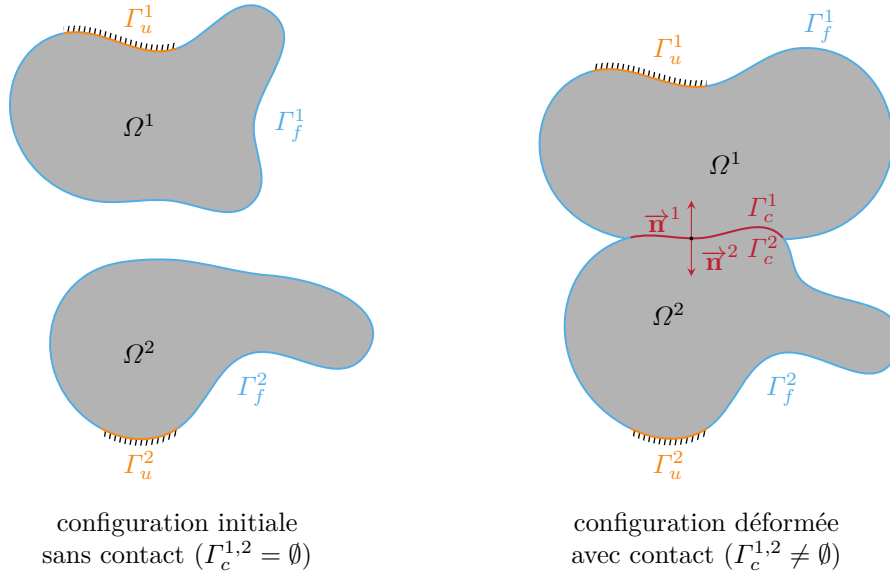 Γ_u^1
Γ_f^1
Ω^1
Ω^2
Γ_f^2
Γ_u^2
configuration initiale
sans contact (Γ_c^{1,2} = ∅)
Γ_u^1
Γ_f^1
Ω^1
n⃗^1
Γ_c^1
Γ_c^2
n⃗^2
Ω^2
Γ_f^2
Γ_u^2
configuration déformée
avec contact (Γ_c^{1,2} ≠ ∅)